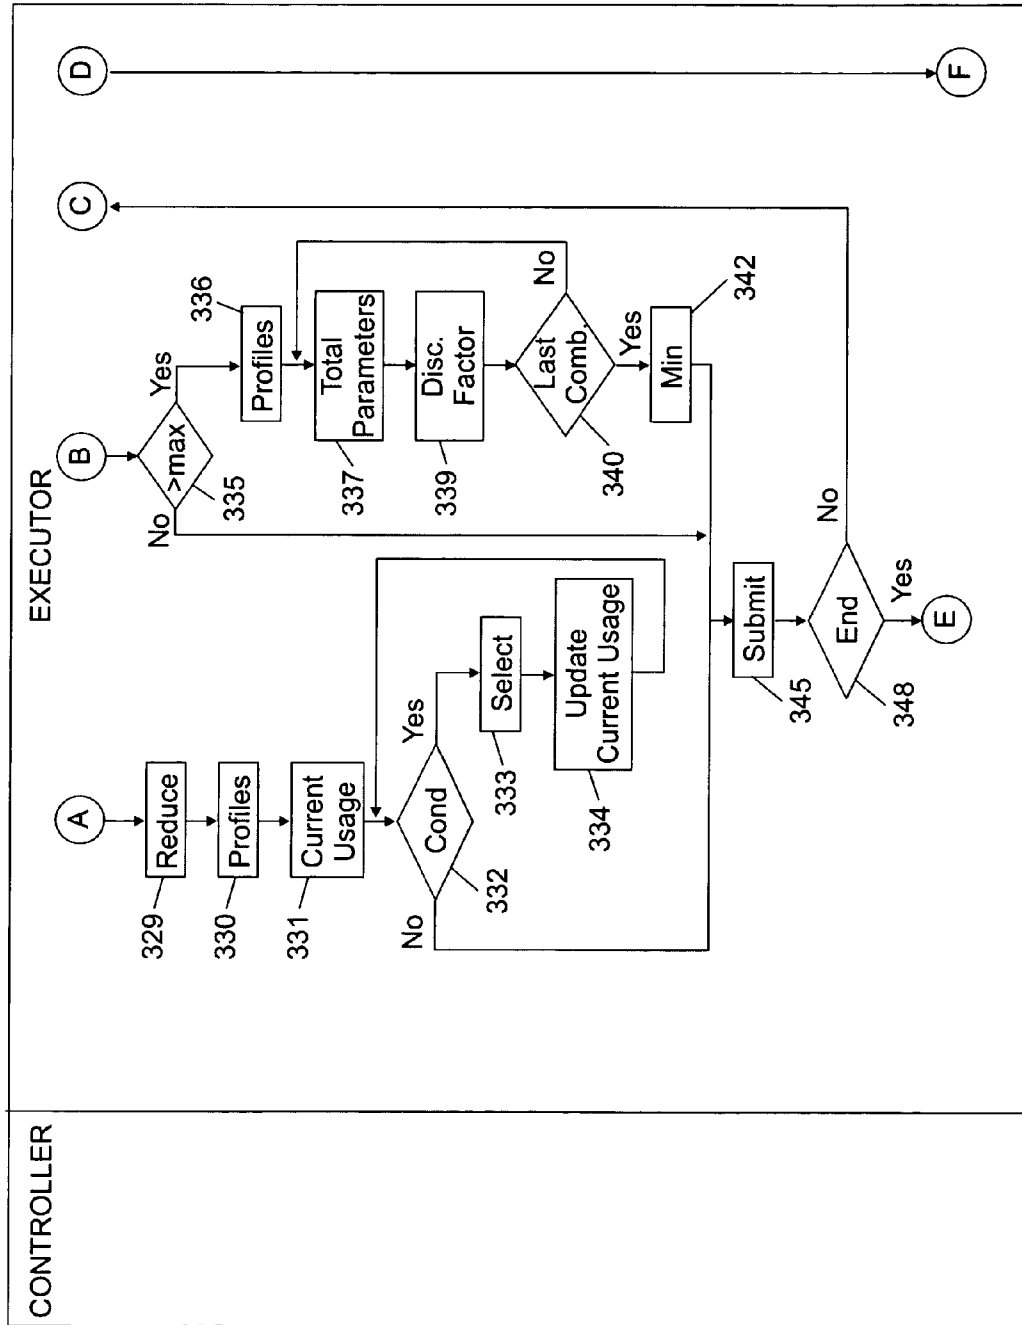 CONTROLLER
EXECUTOR
A
Reduce
329
Profiles
330
Current
Usage
331
Cond
332
Yes
No
Select
333
Update
Current Usage
334
B
>max
335
Yes
No
Profiles
336
Total
Parameters
337
Disc.
Factor
339
Last
Comb.
340
No
Yes
Min
342
Submit
345
End
348
No
Yes
E
C
D
F